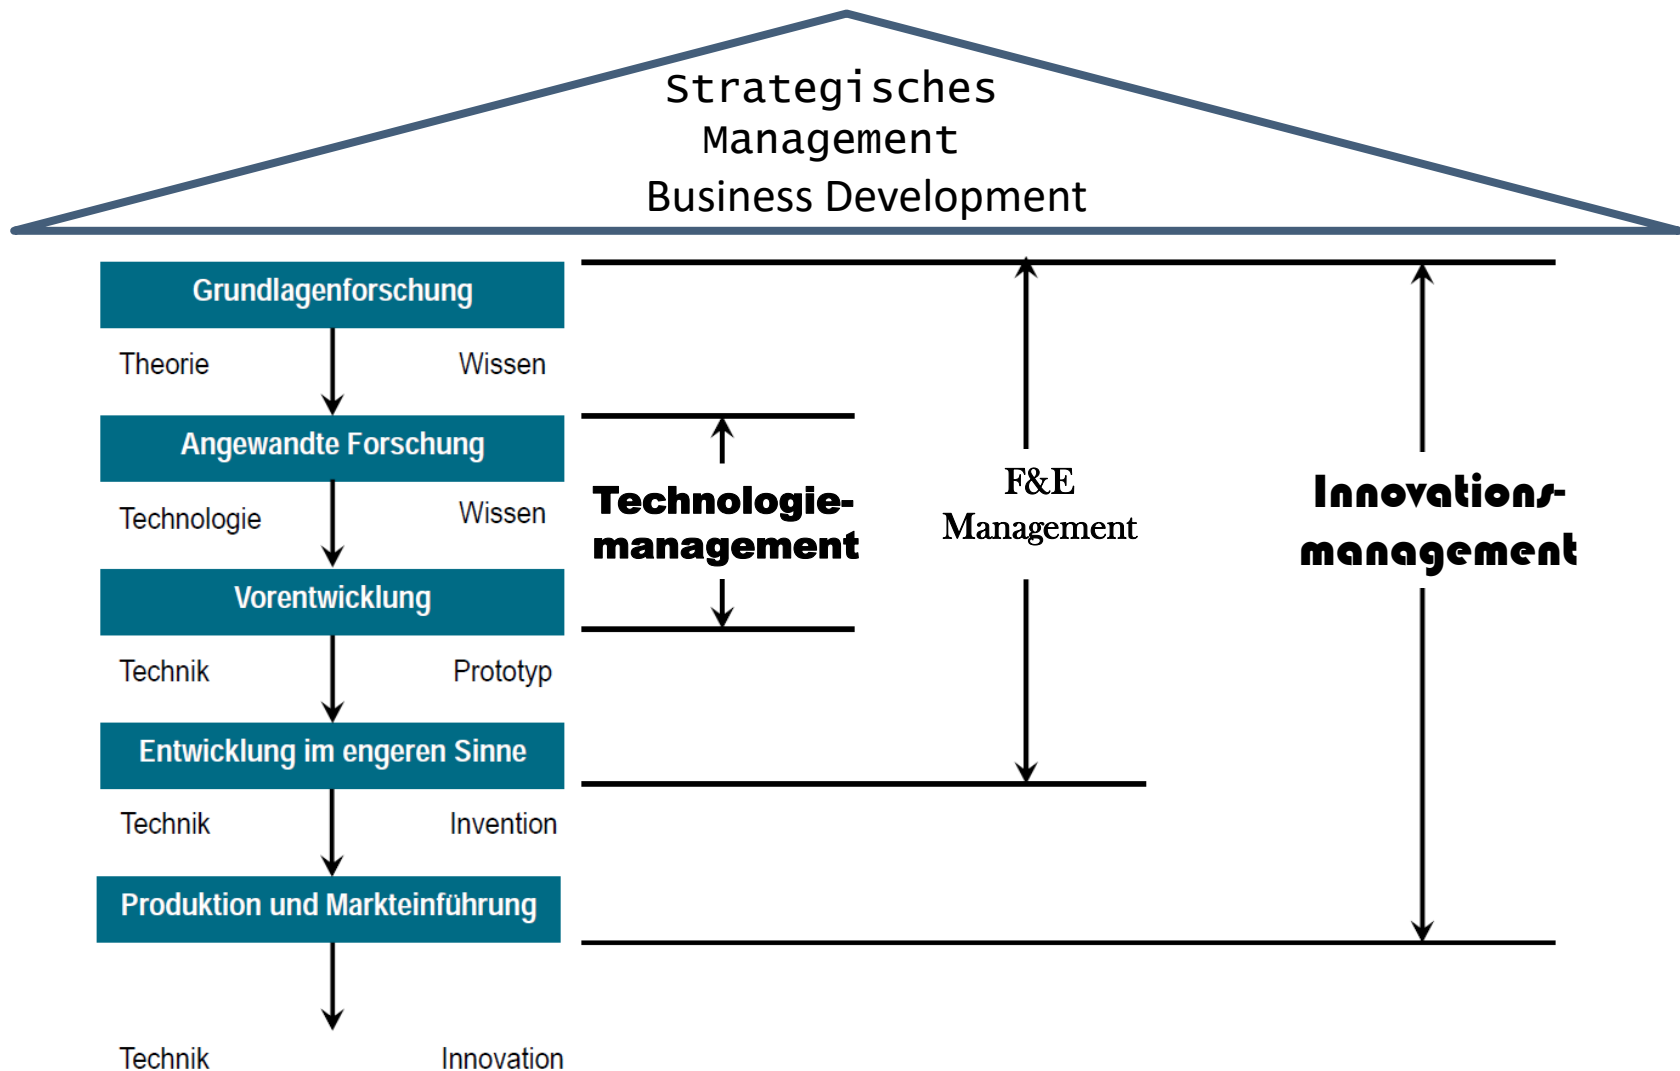 Strategisches
Management
Business Development
Grundlagenforschung
Theorie
Wissen
Angewandte Forschung
Technologie
Wissen
Vorentwicklung
Technik
Prototyp
Entwicklung im engeren Sinne
Technik
Invention
Produktion und Markteinführung
Technik
Innovation
Technologie-
management
F&E
Management
Innovations-
management